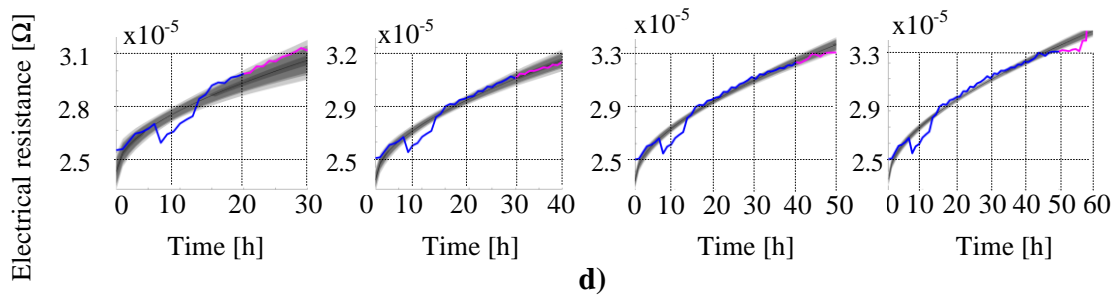 Electrical resistance [Ω]
x10-5 x10-5 x10-5 x10-5
3.1 3.2 3.3 3.3
2.8 2.9 2.9 2.9
2.5 2.5 2.5 2.5
0 10 20 30 0 10 20 30 40 0 10 20 30 40 50 0 10 20 30 40 50 60
Time [h] Time [h] Time [h] Time [h]
d)